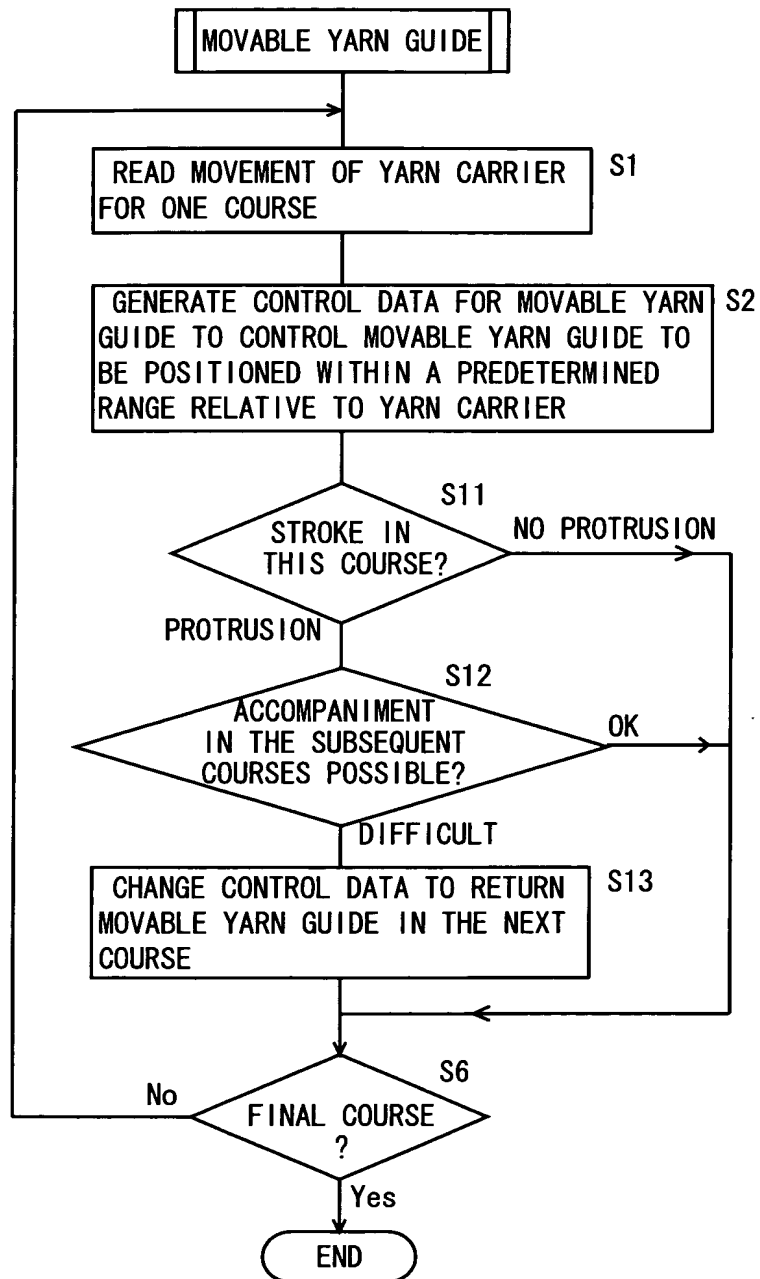 MOVABLE YARN GUIDE
READ MOVEMENT OF YARN CARRIER
FOR ONE COURSE
S1
GENERATE CONTROL DATA FOR MOVABLE YARN
GUIDE TO CONTROL MOVABLE YARN GUIDE TO
BE POSITIONED WITHIN A PREDETERMINED
RANGE RELATIVE TO YARN CARRIER
S2
S11
STROKE IN
THIS COURSE?
NO PROTRUSION
PROTRUSION
S12
ACCOMPANIMENT
IN THE SUBSEQUENT
COURSES POSSIBLE?
OK
DIFFICULT
CHANGE CONTROL DATA TO RETURN
MOVABLE YARN GUIDE IN THE NEXT
COURSE
S13
S6
No
FINAL COURSE
?
Yes
END